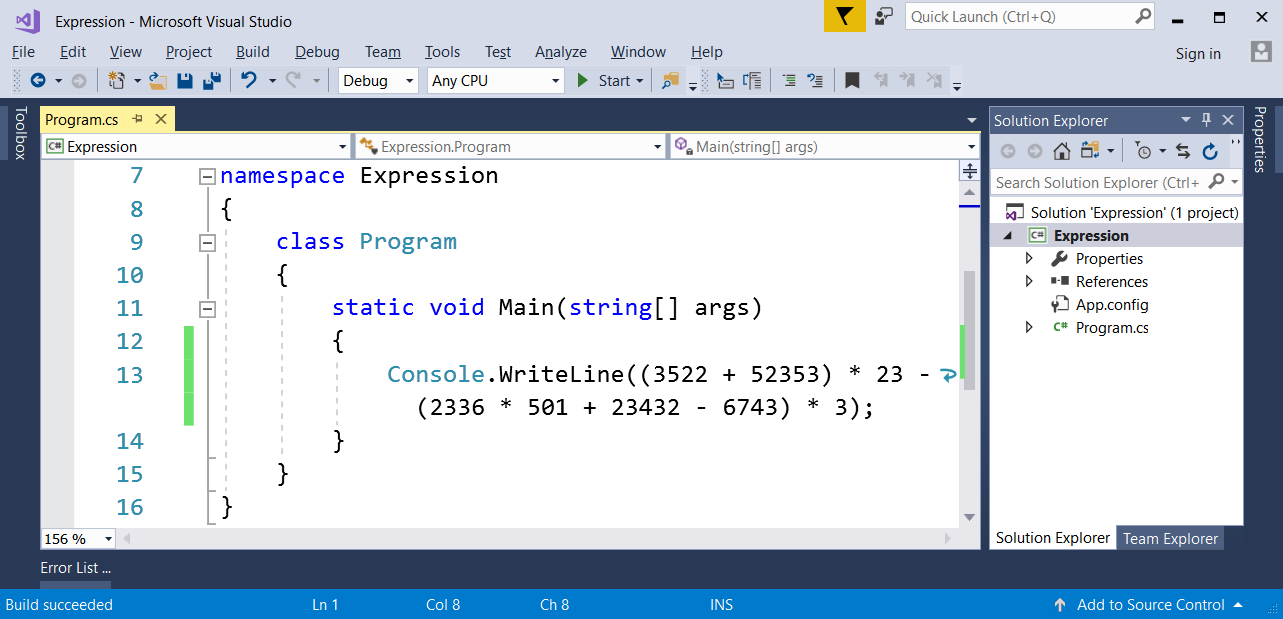 Expression - Microsoft Visual Studio
Quick Launch (Ctrl+Q)
File Edit View Project Build Debug Team Tools Test Analyze Window Help
Sign in
Debug Any CPU Start
Toolbox
Program.cs
Expression Expression.Program Main(string[] args)
7 namespace Expression
8 {
9 class Program
10 {
11 static void Main(string[] args)
12 {
13 Console.WriteLine((3522 + 52353) * 23 -
(2336 * 501 + 23432 - 6743) * 3);
14 }
15 }
16 }
156 %
Solution Explorer
Search Solution Explorer (Ctrl+
Solution 'Expression' (1 project)
C# Expression
Properties
References
App.config
C# Program.cs
Solution Explorer Team Explorer
Properties
Error List ...
Build succeeded Ln 1 Col 8 Ch 8 INS Add to Source Control